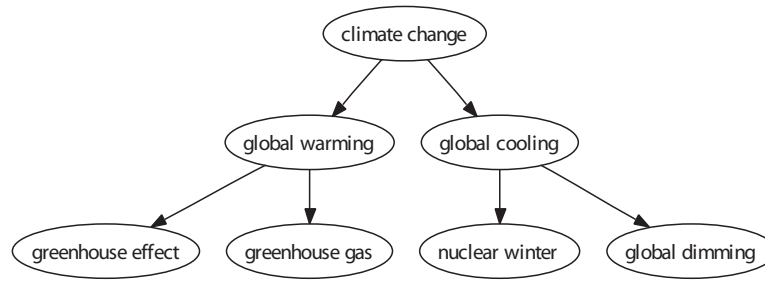 climate change
global warming
global cooling
greenhouse effect
greenhouse gas
nuclear winter
global dimming